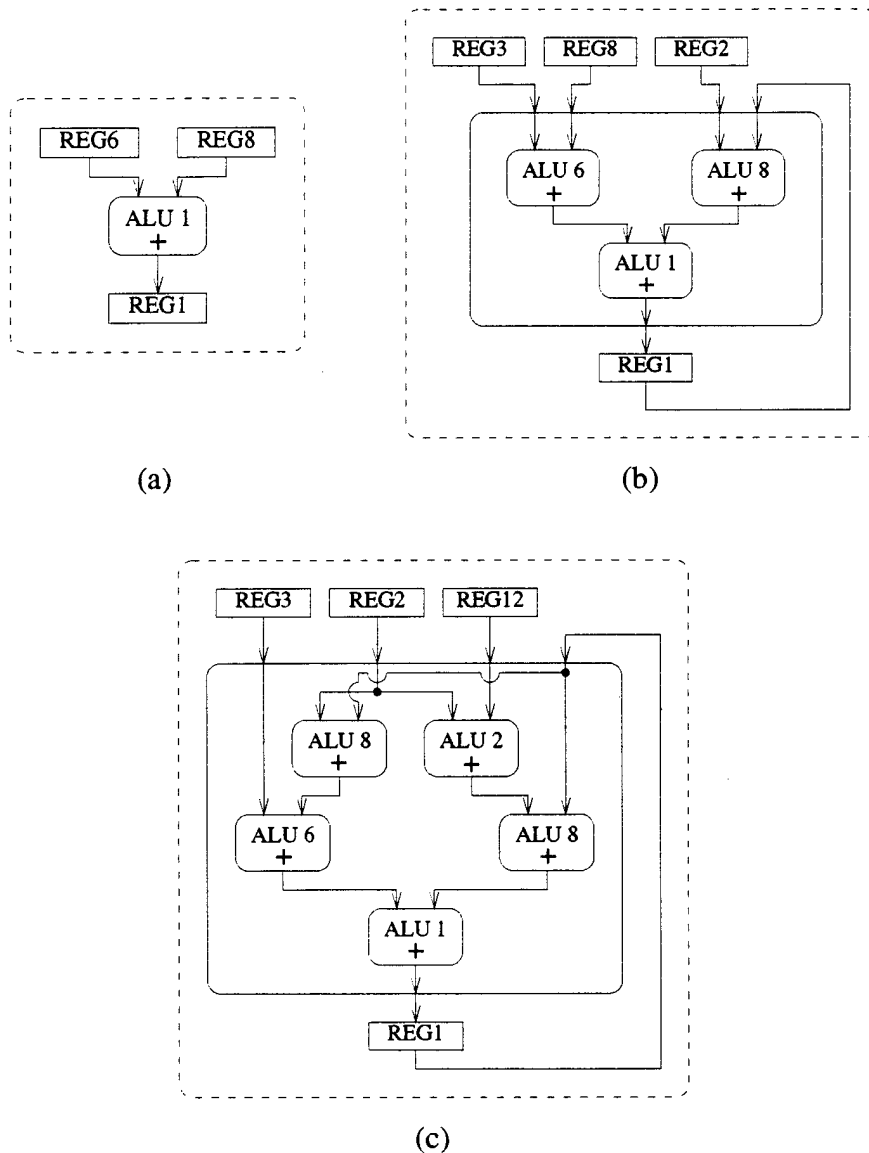 REG6 REG8
ALU 1
+
REG1
(a)
REG3 REG8 REG2
ALU 6 ALU 8
+ +
ALU 1
+
REG1
(b)
REG3 REG2 REG12
ALU 8 ALU 2
+ +
ALU 6 ALU 8
+ +
ALU 1
+
REG1
(c)